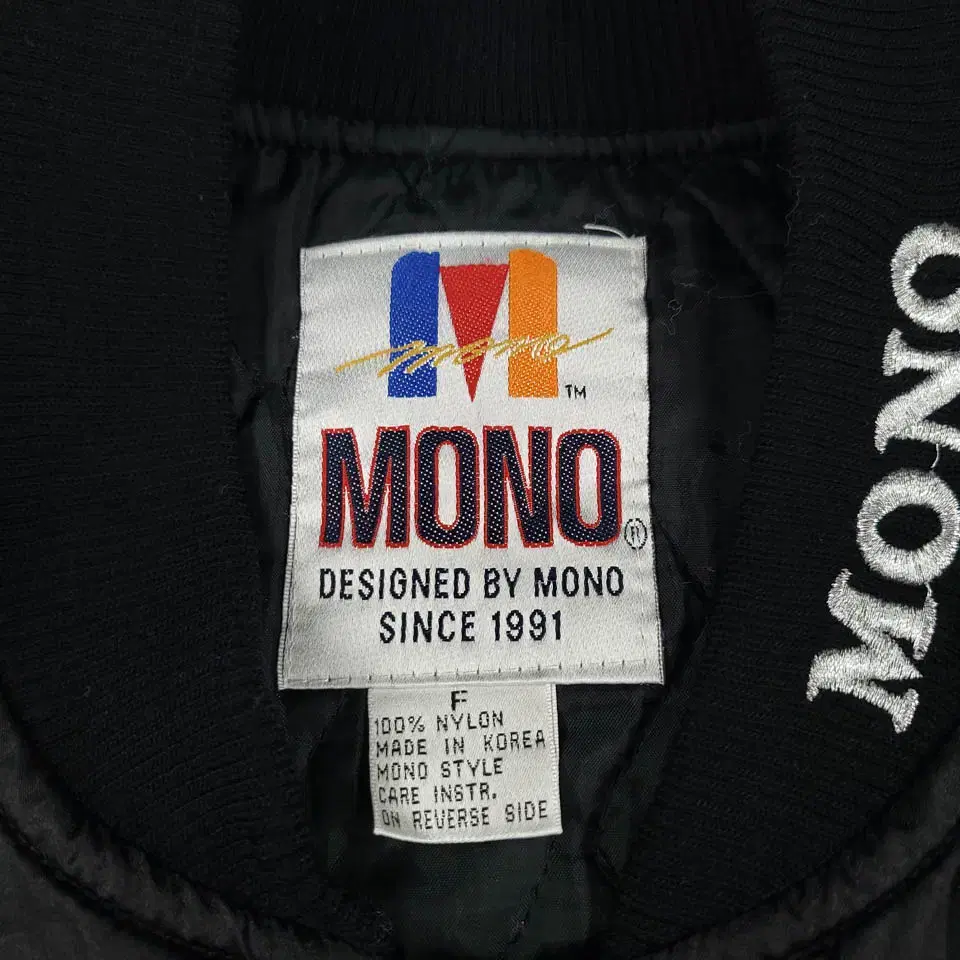 mono
TM
MONO®
DESIGNED BY MONO
SINCE 1991
F
100% NYLON
MADE IN KOREA
MONO STYLE
CARE INSTR.
ON REVERSE SIDE
MONO